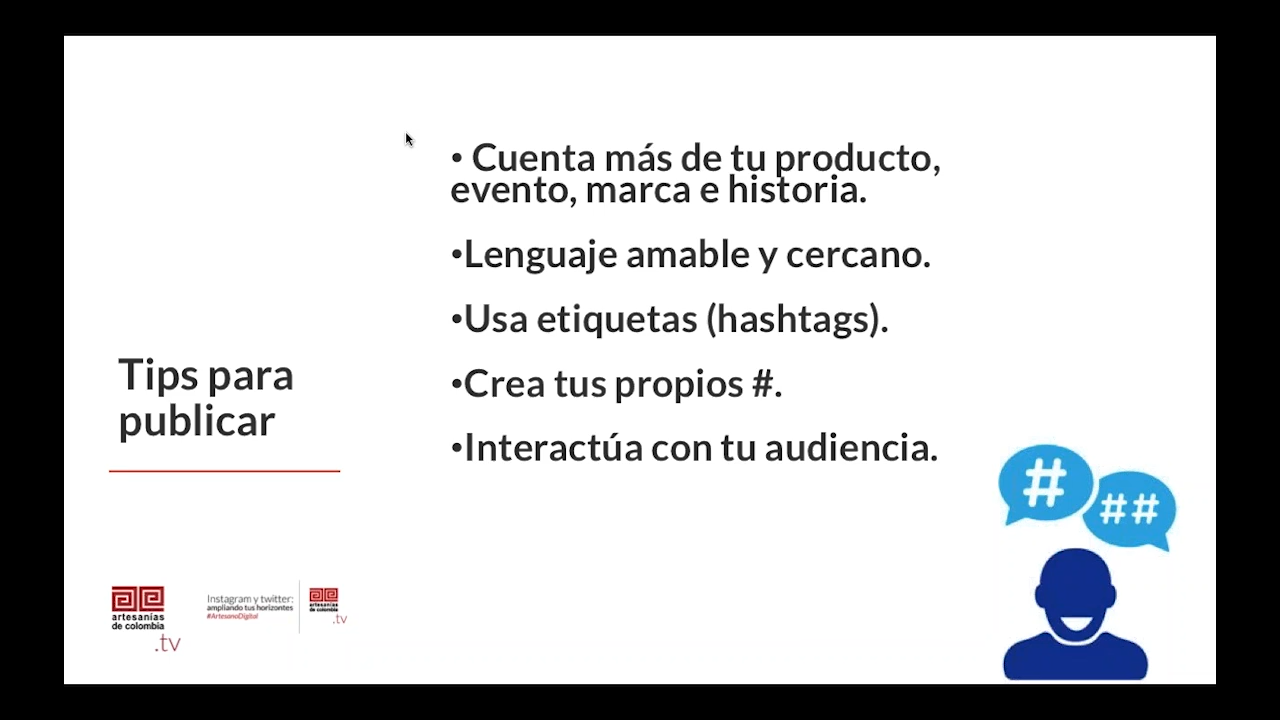 • Cuenta más de tu producto,
evento, marca e historia.
•Lenguaje amable y cercano.
•Usa etiquetas (hashtags).
•Crea tus propios #.
•Interactúa con tu audiencia.
Tips para
publicar
#
##
artesanías
de colombia
.tv
Instagram y twitter:
ampliando tus horizontes
#ArtesanoDigital
artesanías
de colombia
.tv